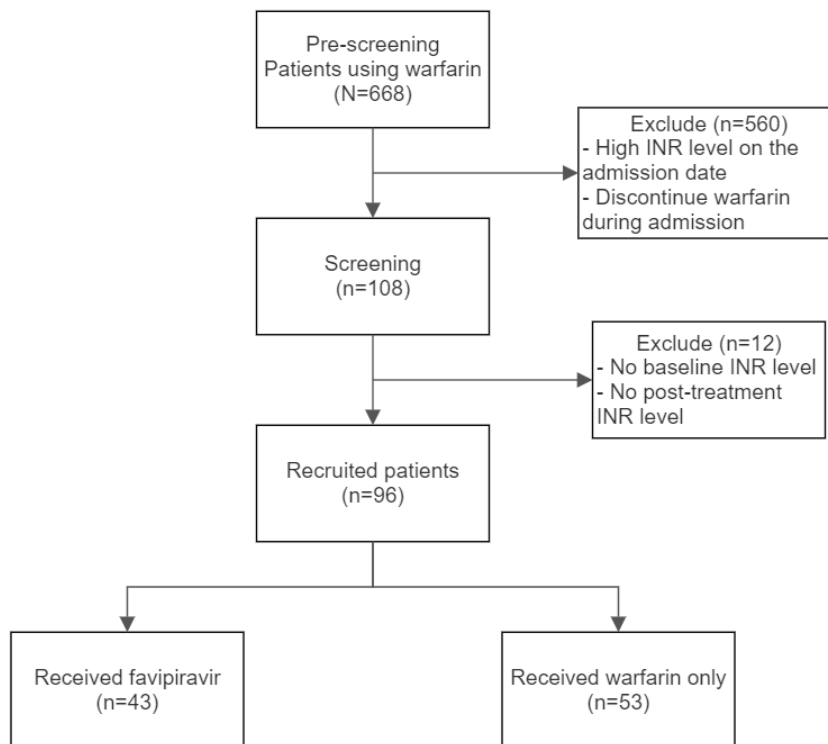 Pre-screening
Patients using warfarin
(N=668)
Exclude (n=560)
- High INR level on the
admission date
- Discontinue warfarin
during admission
Screening
(n=108)
Exclude (n=12)
- No baseline INR level
- No post-treatment
INR level
Recruited patients
(n=96)
Received favipiravir
(n=43)
Received warfarin only
(n=53)